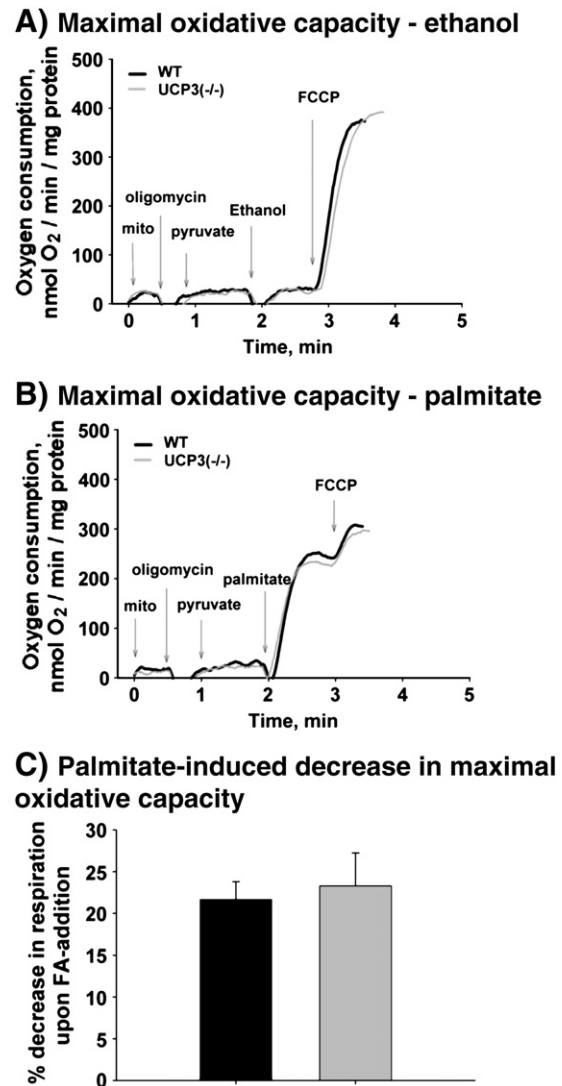 A) Maximal oxidative capacity - ethanol
Oxygen consumption,
nmol O₂ / min / mg protein
500
400
300
200
100
0
WT
UCP3(-/-)
FCCP
oligomycin
Ethanol
mito
pyruvate
0 1 2 3 4 5
Time, min
B) Maximal oxidative capacity - palmitate
Oxygen consumption,
nmol O₂ / min / mg protein
500
400
300
200
100
0
WT
UCP3(-/-)
FCCP
oligomycin
palmitate
mito
pyruvate
0 1 2 3 4 5
Time, min
C) Palmitate-induced decrease in maximal
oxidative capacity
% decrease in respiration
upon FA-addition
30
25
20
15
10
5
0